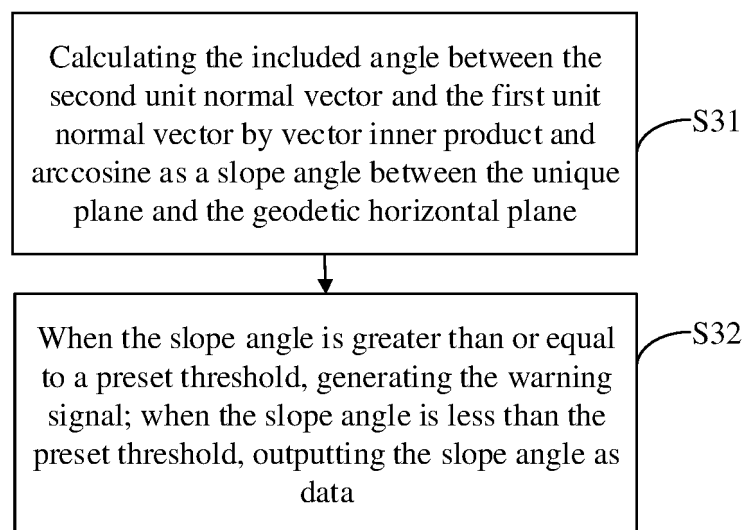 Calculating the included angle between the
second unit normal vector and the first unit
normal vector by vector inner product and
arccosine as a slope angle between the unique
plane and the geodetic horizontal plane
S31
When the slope angle is greater than or equal
to a preset threshold, generating the warning
signal; when the slope angle is less than the
preset threshold, outputting the slope angle as
data
S32